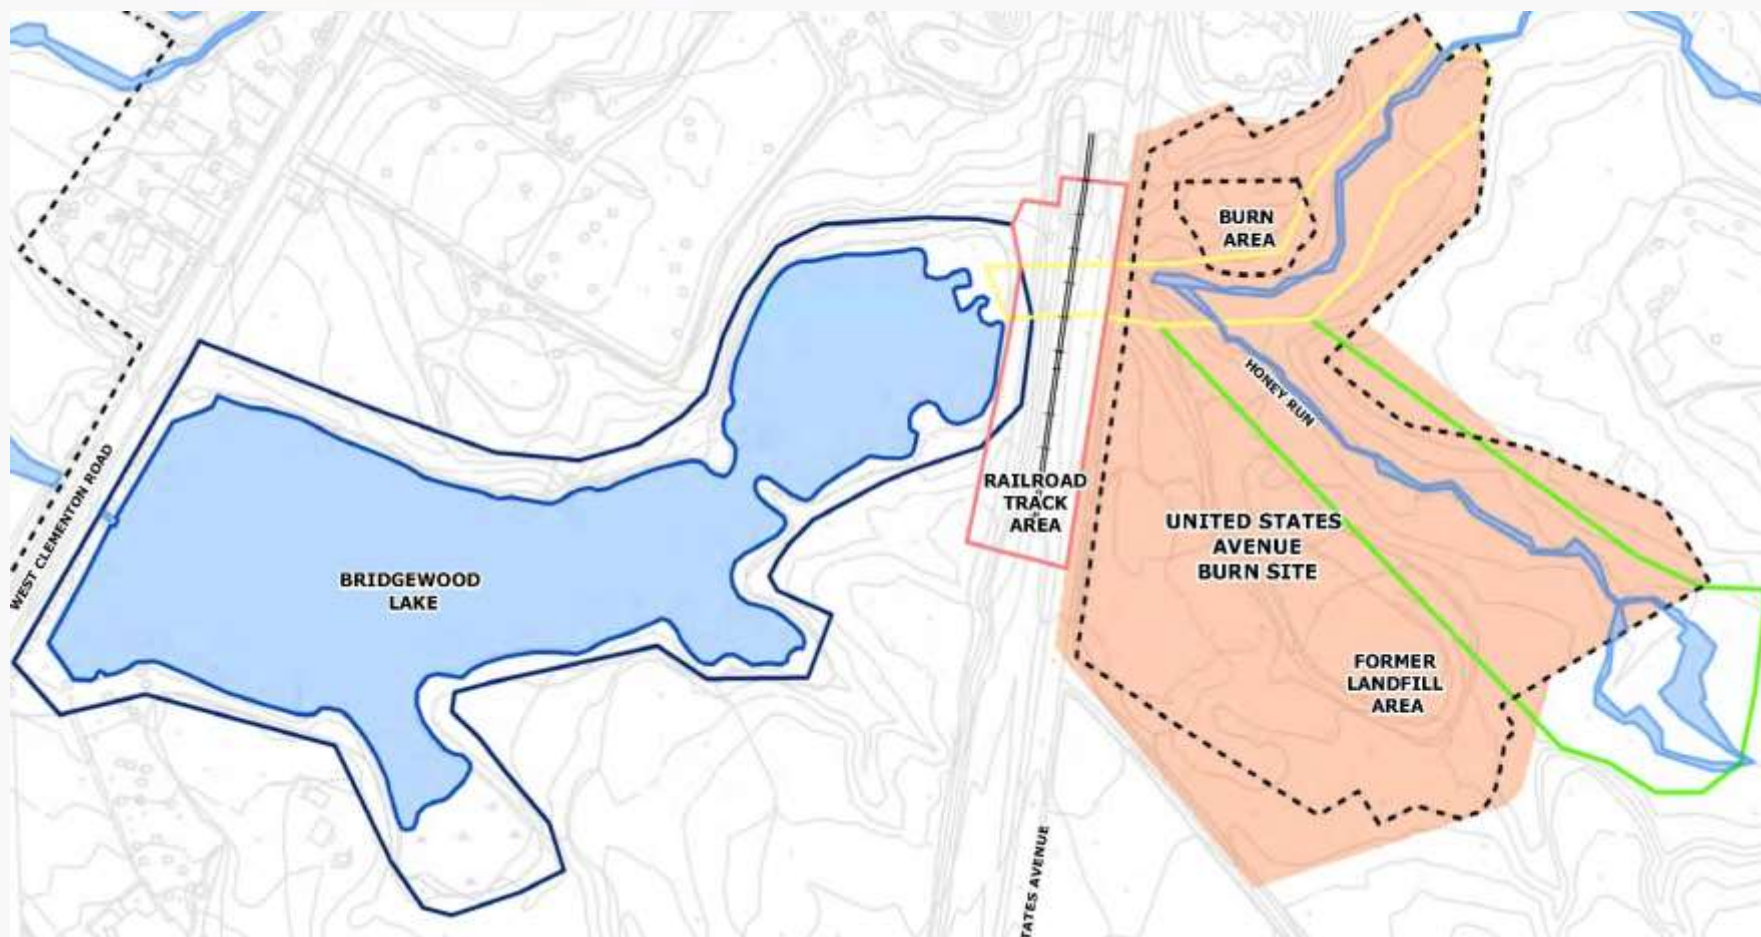 BURN
AREA
HONEY RUN
RAILROAD
TRACK
AREA
UNITED STATES
AVENUE
BURN SITE
WEST CLEMENTON ROAD
BRIDGEWOOD
LAKE
FORMER
LANDFILL
AREA
TATES AVENUE